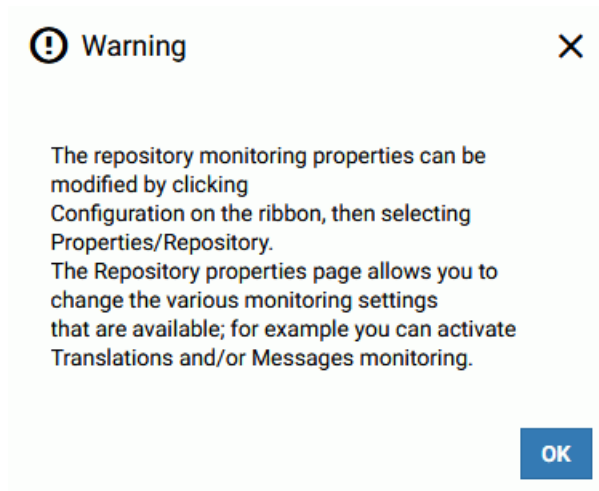 Warning
The repository monitoring properties can be
modified by clicking
Configuration on the ribbon, then selecting
Properties/Repository.
The Repository properties page allows you to
change the various monitoring settings
that are available; for example you can activate
Translations and/or Messages monitoring.
OK